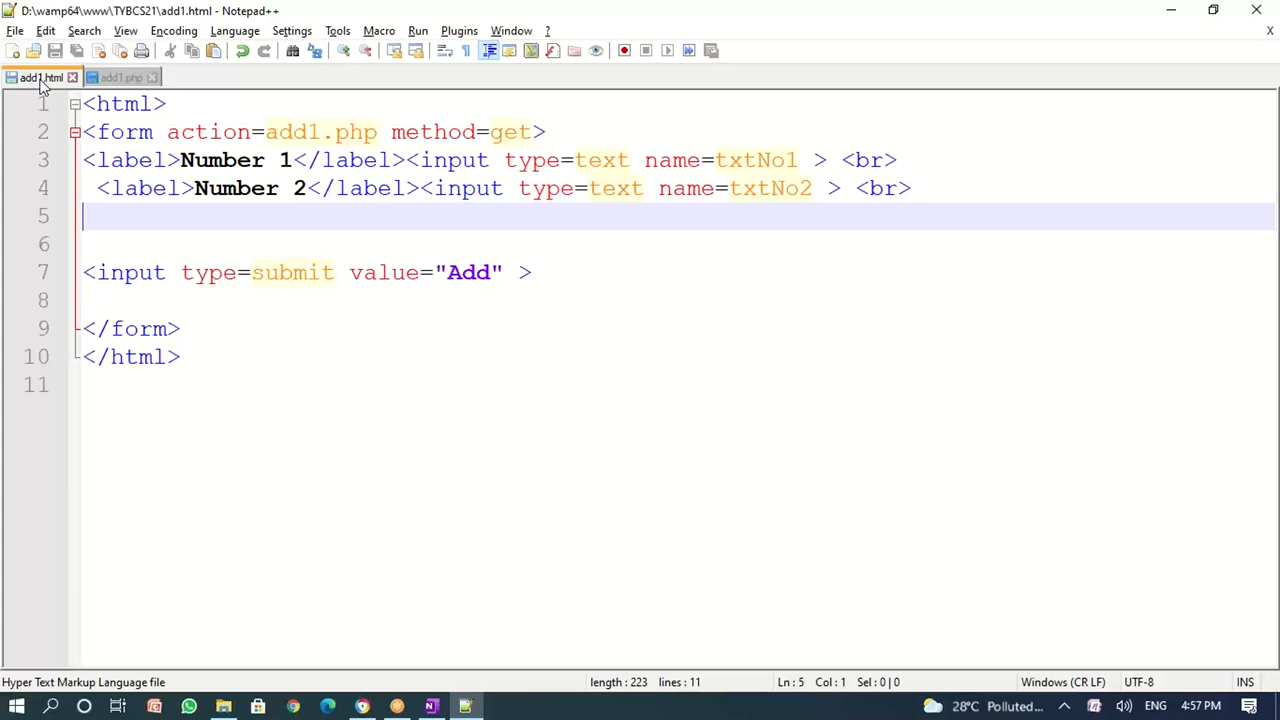 D:\wamp64\www\TYBCS21\add1.html - Notepad++
File Edit Search View Encoding Language Settings Tools Macro Run Plugins Window ? X
add1.html add1.php
1 <html>
2 <form action=add1.php method=get>
3 <label>Number 1</label><input type=text name=txtNo1 > <br>
4 <label>Number 2</label><input type=text name=txtNo2 > <br>
5
6
7 <input type=submit value="Add" >
8
9 </form>
10 </html>
11
Hyper Text Markup Language file length : 223 lines : 11 Ln : 5 Col : 1 Sel : 0 | 0 Windows (CR LF) UTF-8 INS
28°C Polluted... ENG 4:57 PM